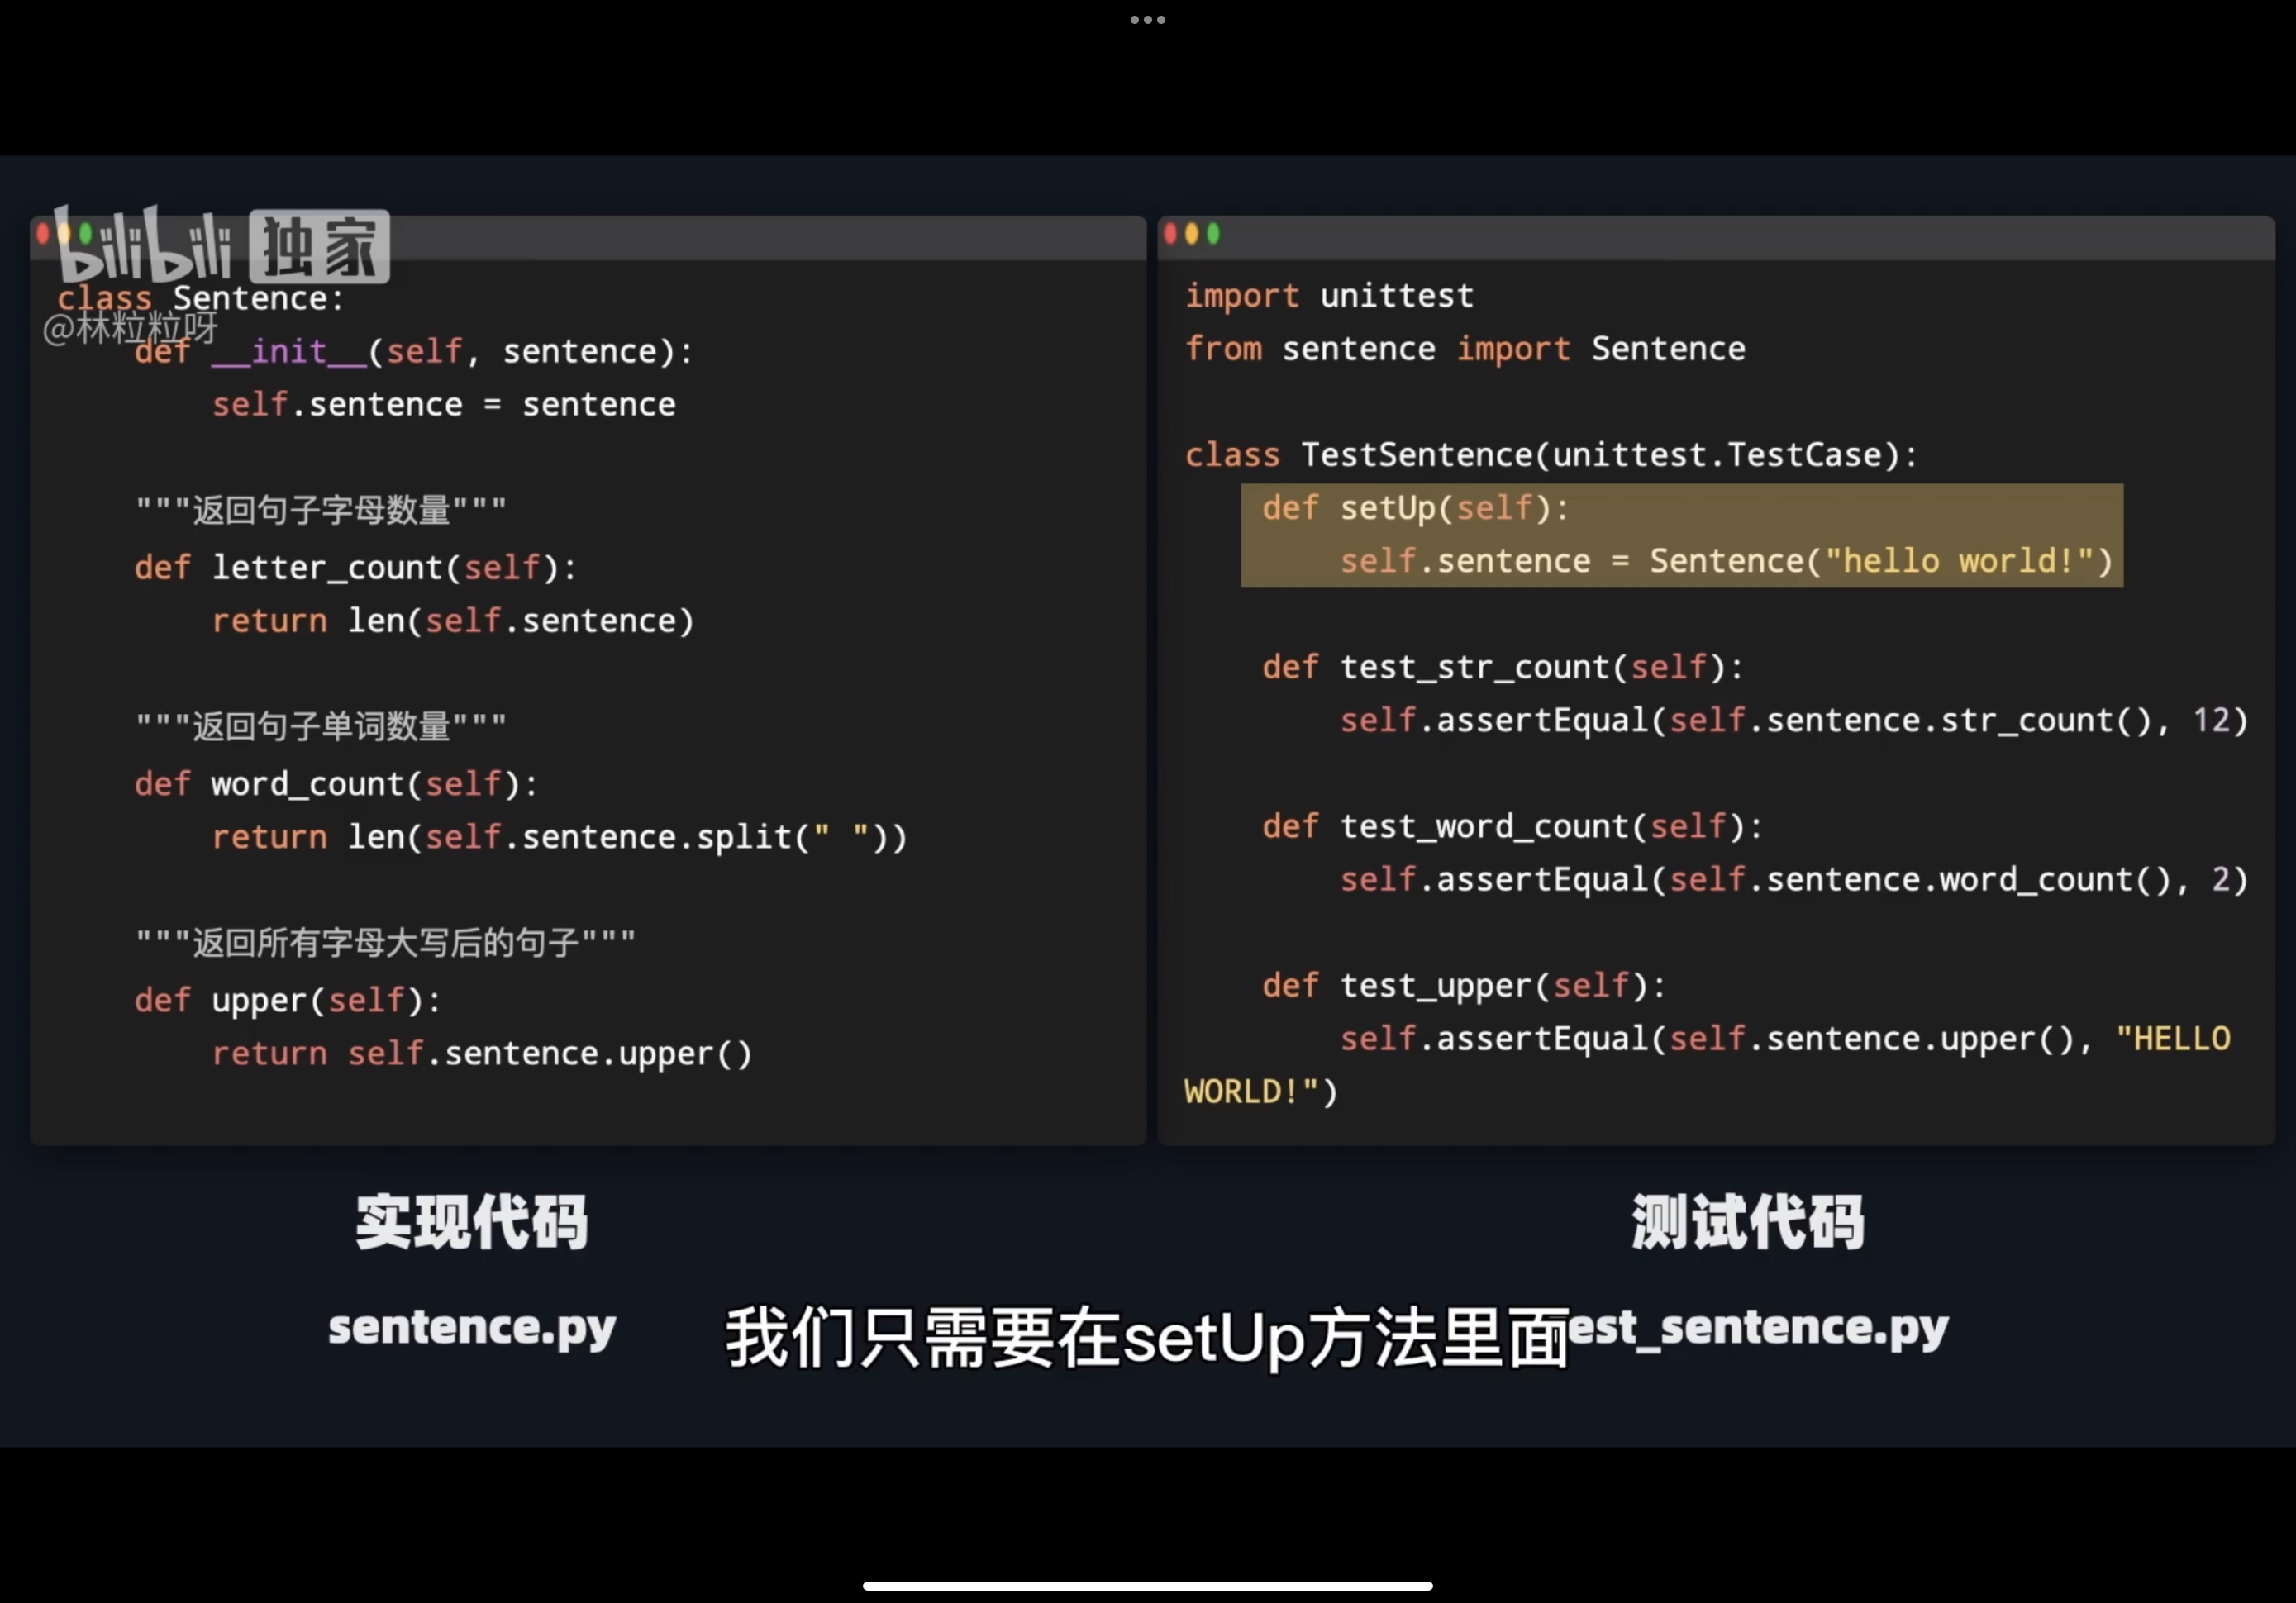 bilibili 独家
@林粒粒呀
class Sentence:
def __init__(self, sentence):
self.sentence = sentence
"""返回句子字母数量"""
def letter_count(self):
return len(self.sentence)
"""返回句子单词数量"""
def word_count(self):
return len(self.sentence.split(" "))
"""返回所有字母大写后的句子"""
def upper(self):
return self.sentence.upper()
import unittest
from sentence import Sentence
class TestSentence(unittest.TestCase):
def setUp(self):
self.sentence = Sentence("hello world!")
def test_str_count(self):
self.assertEqual(self.sentence.str_count(), 12)
def test_word_count(self):
self.assertEqual(self.sentence.word_count(), 2)
def test_upper(self):
self.assertEqual(self.sentence.upper(), "HELLO
WORLD!")
实现代码
测试代码
sentence.py
est_sentence.py
我们只需要在setUp方法里面